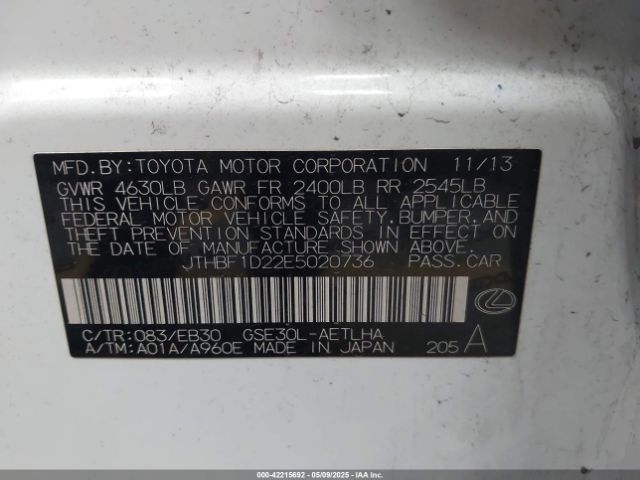 MFD.BY:TOYOTA MOTOR CORPORATION 11/13
GVWR 4630LB GAWR FR 2400LB RR 2545LB
THIS VEHICLE CONFORMS TO ALL APPLICABLE
FEDERAL MOTOR VEHICLE SAFETY,BUMPER,AND
THEFT PREVENTION STANDARDS IN EFFECT ON
THE DATE OF MANUFACTURE SHOWN ABOVE.
JTHBF1D22E5020736 PASS.CAR
C/TR:083/EB30 GSE30L-AETLHA
A/TM:A01A/A960E MADE IN JAPAN 205 A
000-42215692 - 05/09/2025 - IAA